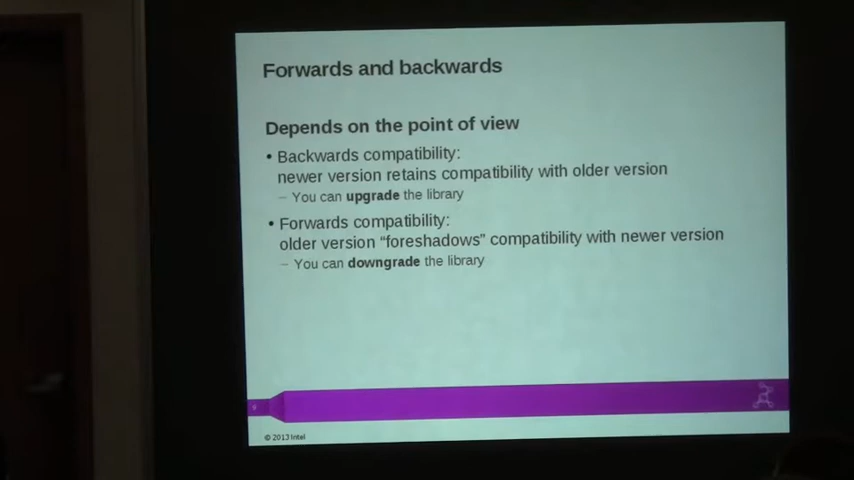 Forwards and backwards
Depends on the point of view
• Backwards compatibility:
newer version retains compatibility with older version
– You can upgrade the library
• Forwards compatibility:
older version “foreshadows” compatibility with newer version
– You can downgrade the library
© 2013 Intel